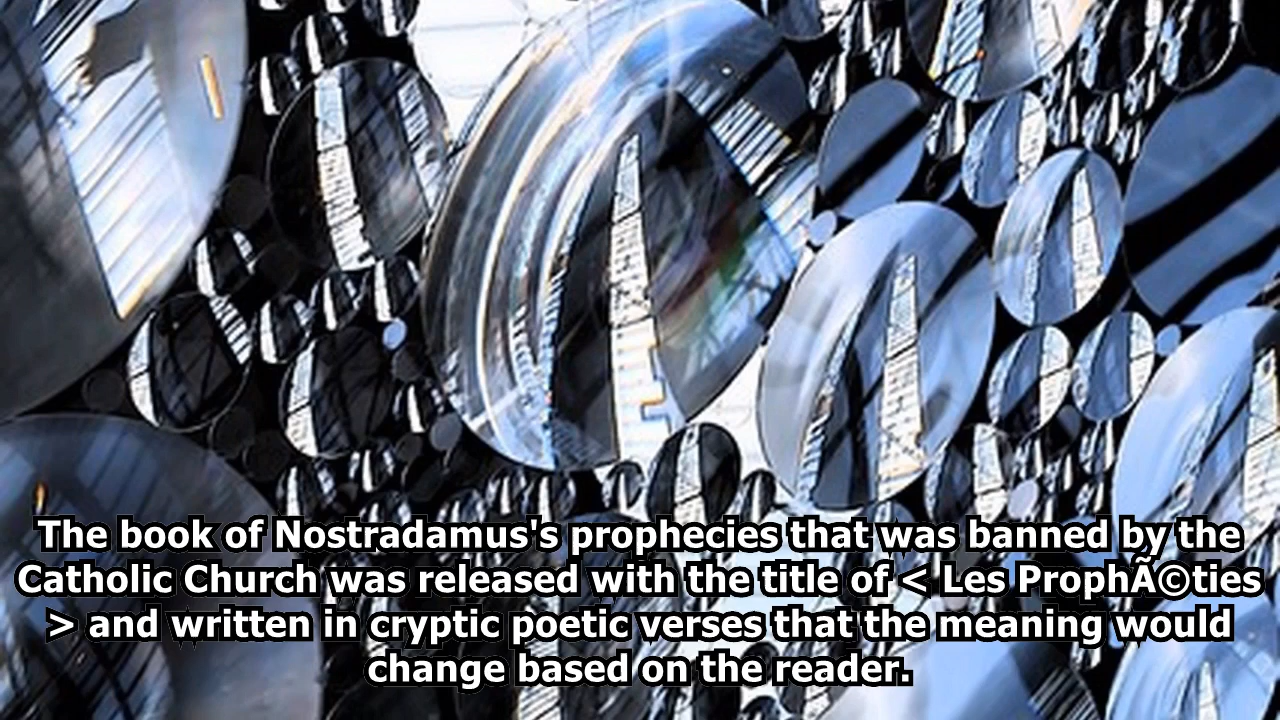 The book of Nostradamus's prophecies that was banned by the
Catholic Church was released with the title of < Les ProphÃ©ties
> and written in cryptic poetic verses that the meaning would
change based on the reader.